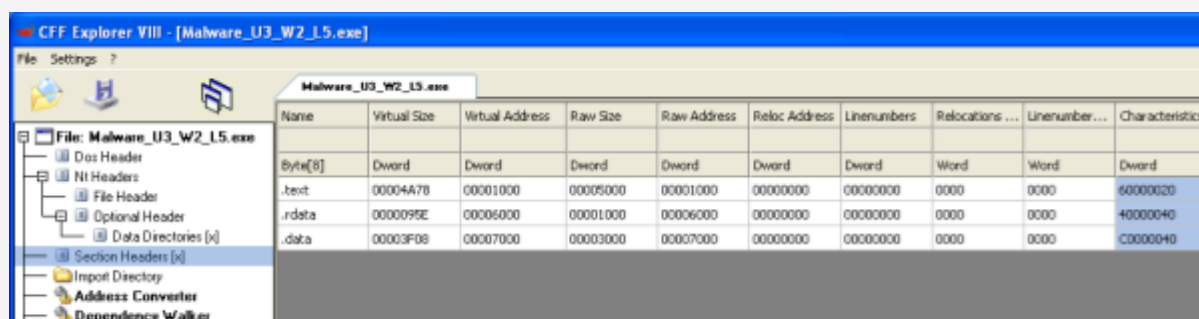 CFF Explorer VIII - [Malware_U3_W2_L5.exe]
File Settings ?
Malware_U3_W2_L5.exe
Name Virtual Size Virtual Address Raw Size Raw Address Reloc Address Linenumbers Relocations ... Linenumber... Characteristics
File: Malware_U3_W2_L5.exe
Dos Header
Byte[8] Dword Dword Dword Dword Dword Dword Word Word Dword
Nt Headers
.text 00004A78 00001000 00005000 00001000 00000000 00000000 0000 0000 60000020
File Header
.rdata 0000095E 00006000 00001000 00006000 00000000 00000000 0000 0000 40000040
Optional Header
Data Directories [x]
.data 00003F08 00007000 00003000 00007000 00000000 00000000 0000 0000 C0000040
Section Headers [x]
Import Directory
Address Converter
Dependency Walker